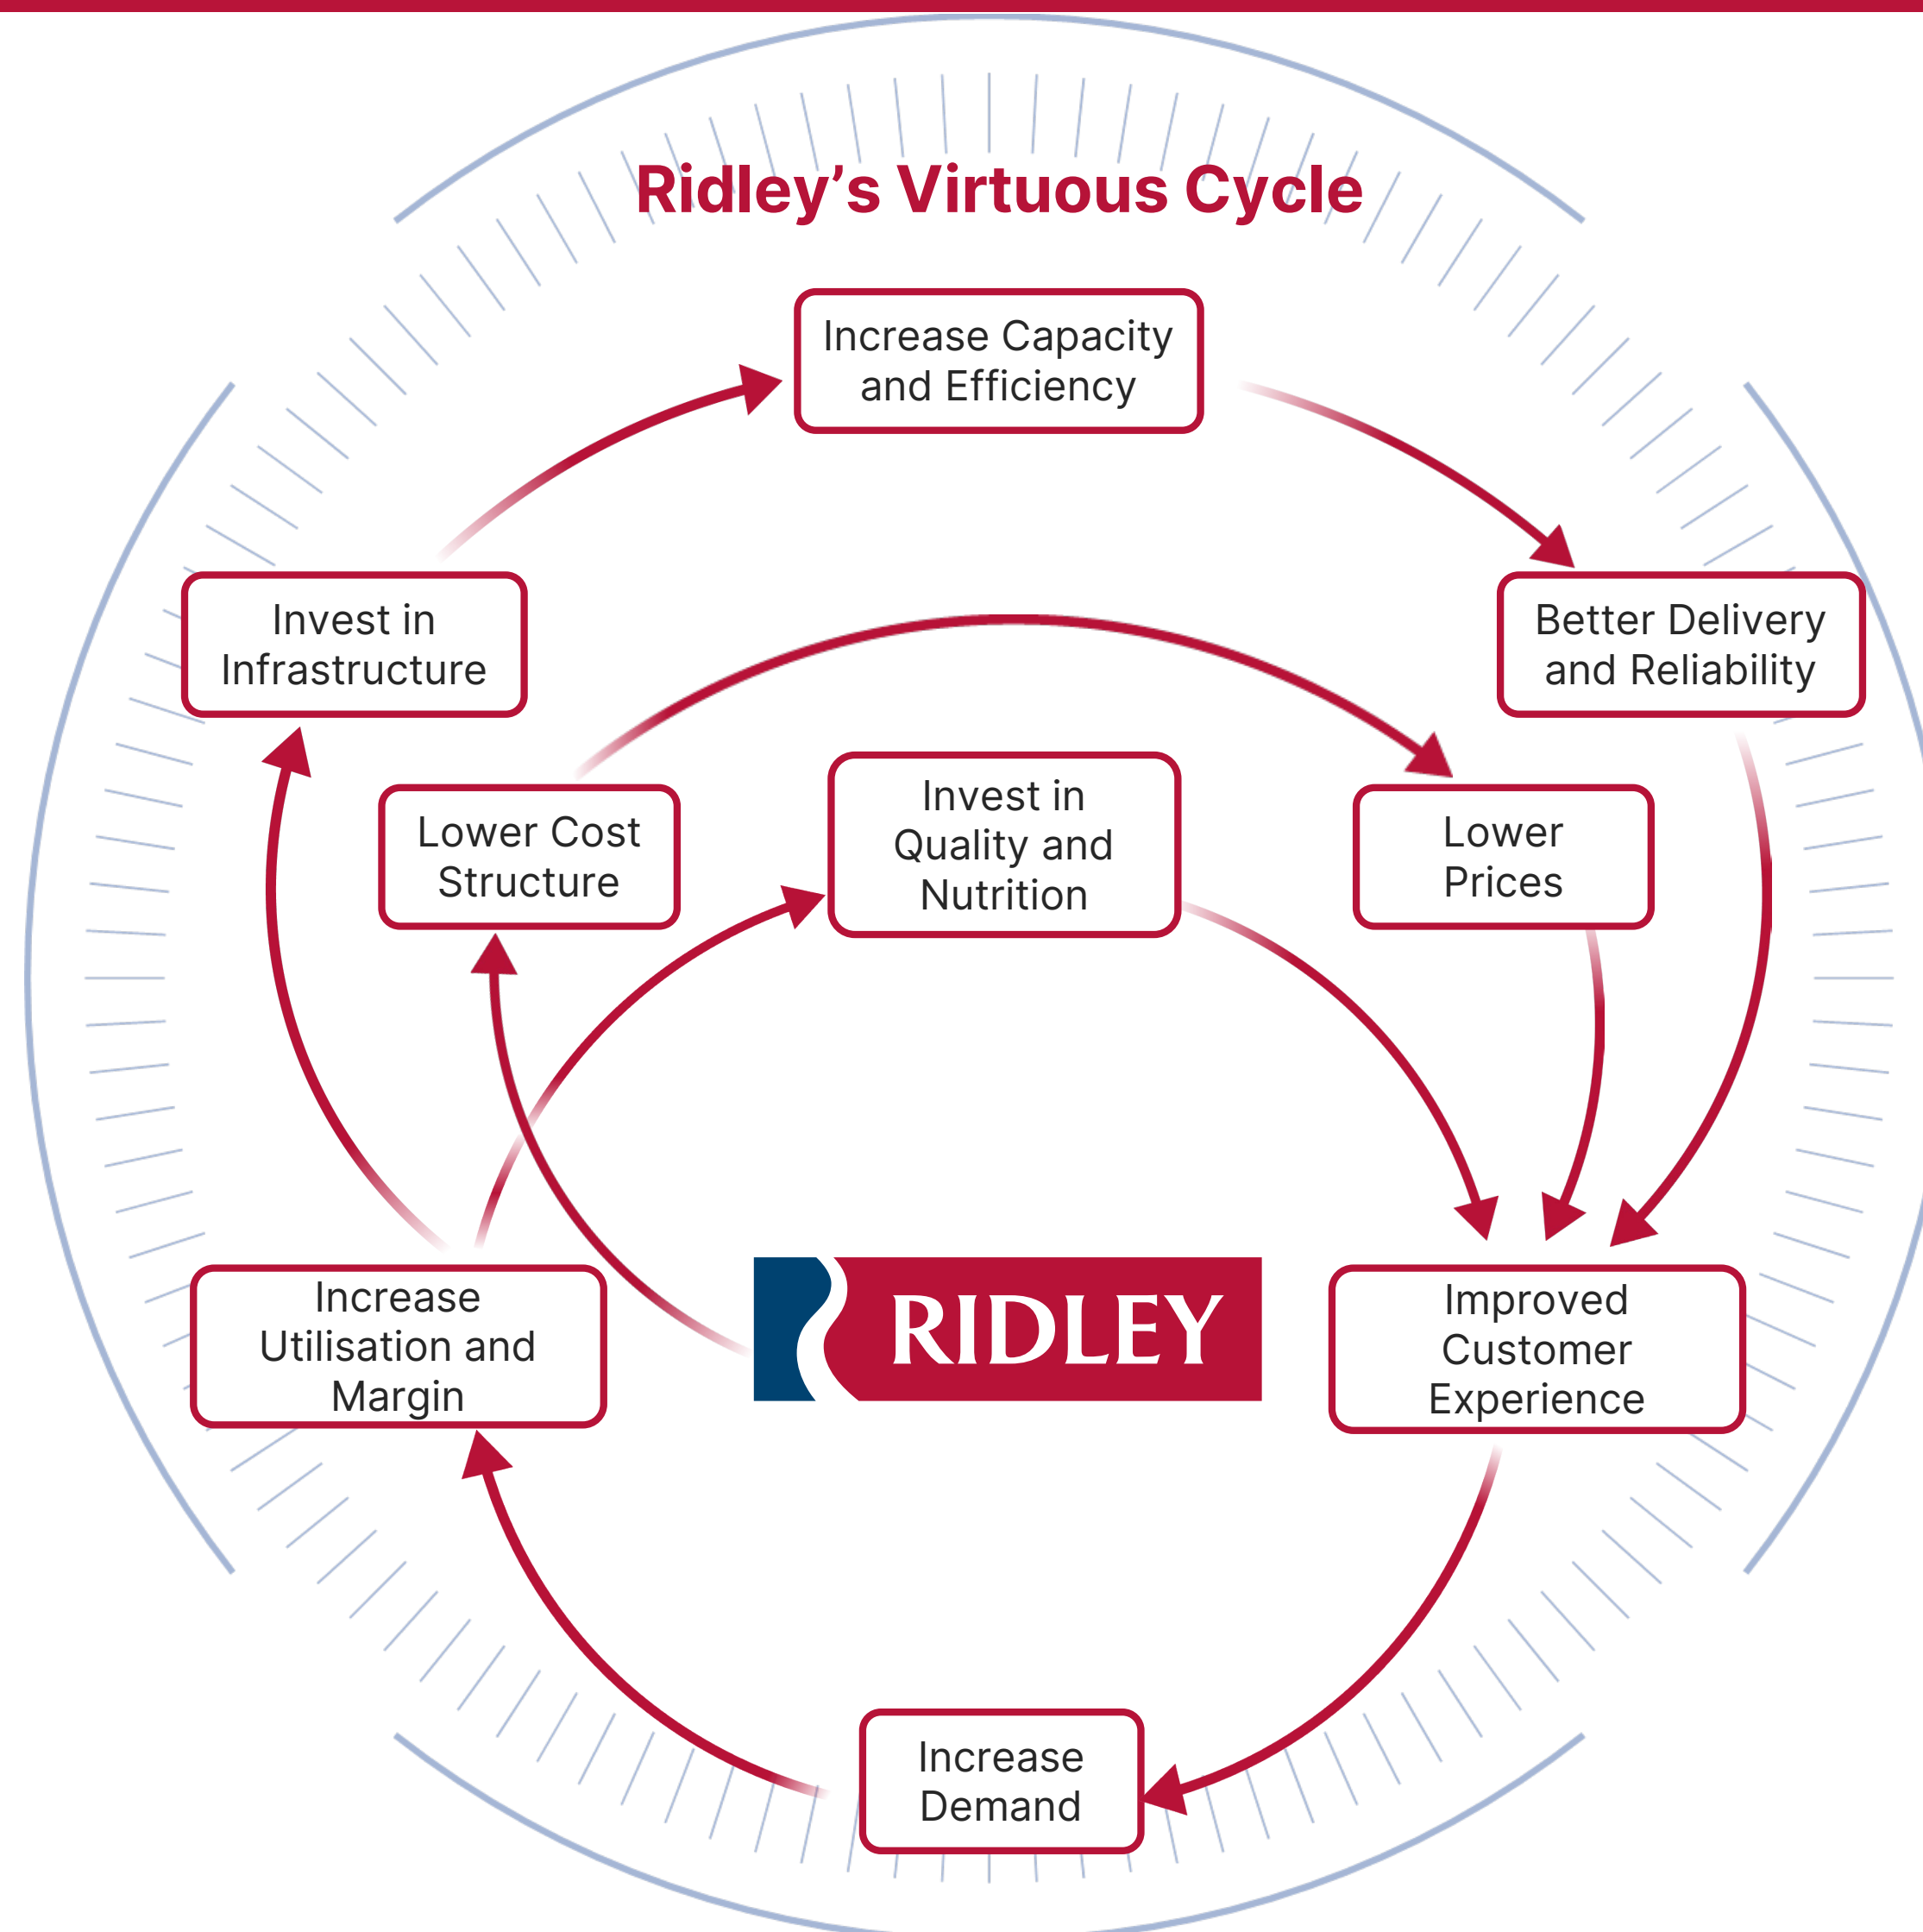 Ridley’s Virtuous Cycle
Increase Capacity
and Efficiency
Invest in
Infrastructure
Better Delivery
and Reliability
Lower Cost
Structure
Invest in
Quality and
Nutrition
Lower
Prices
Increase
Utilisation and
Margin
RIDLEY
Improved
Customer
Experience
Increase
Demand